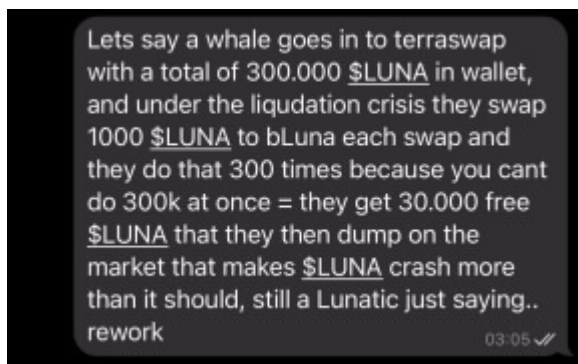 Lets say a whale goes in to terraswap
with a total of 300.000 $LUNA in wallet,
and under the liqudation crisis they swap
1000 $LUNA to bLuna each swap and
they do that 300 times because you cant
do 300k at once = they get 30.000 free
$LUNA that they then dump on the
market that makes $LUNA crash more
than it should, still a Lunatic just saying..
rework
03:05